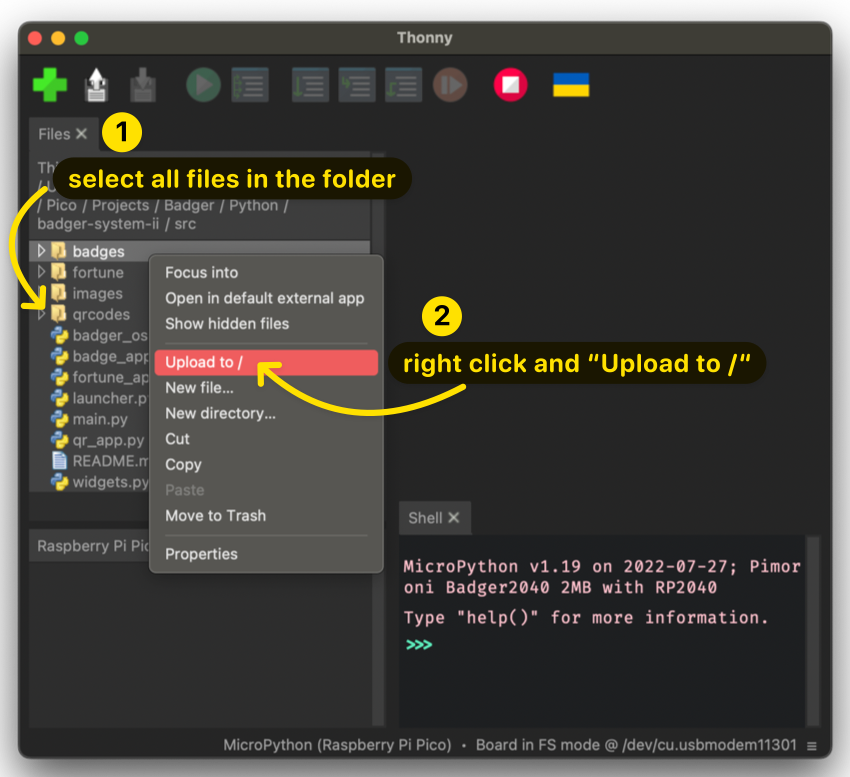 Thonny
1
Files
select all files in the folder
/ Pico / Projects / Badger / Python /
badger-system-ii / src
badges
fortune
images
qrcodes
badger_os
badge_app
fortune_ap
launcher.p
main.py
qr_app.py
README.m
widgets.py
Focus into
Open in default external app
Show hidden files
Upload to /
New file...
New directory...
Cut
Copy
Paste
Move to Trash
Properties
2
right click and “Upload to /“
Raspberry Pi Pic
Shell
MicroPython v1.19 on 2022-07-27; Pimor
oni Badger2040 2MB with RP2040
Type "help()" for more information.
>>>
MicroPython (Raspberry Pi Pico) • Board in FS mode @ /dev/cu.usbmodem11301 ≡